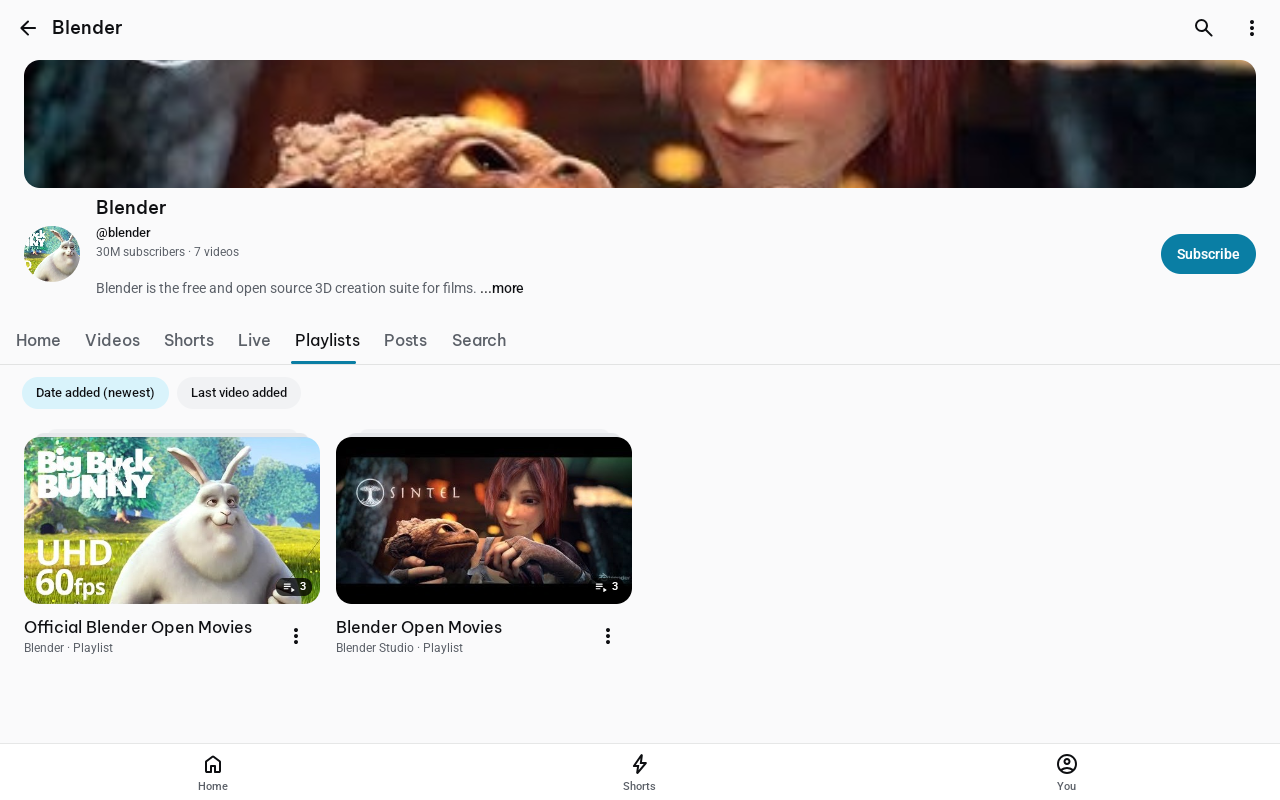 Blender
Blender
@blender
30M subscribers · 7 videos
Subscribe
Blender is the free and open source 3D creation suite for films. ...more
Home
Videos
Shorts
Live
Playlists
Posts
Search
Date added (newest)
Last video added
Big Buck
BUNNY
UHD
60fps
3
SINTEL
3
Official Blender Open Movies
Blender · Playlist
Blender Open Movies
Blender Studio · Playlist
Home
Shorts
You